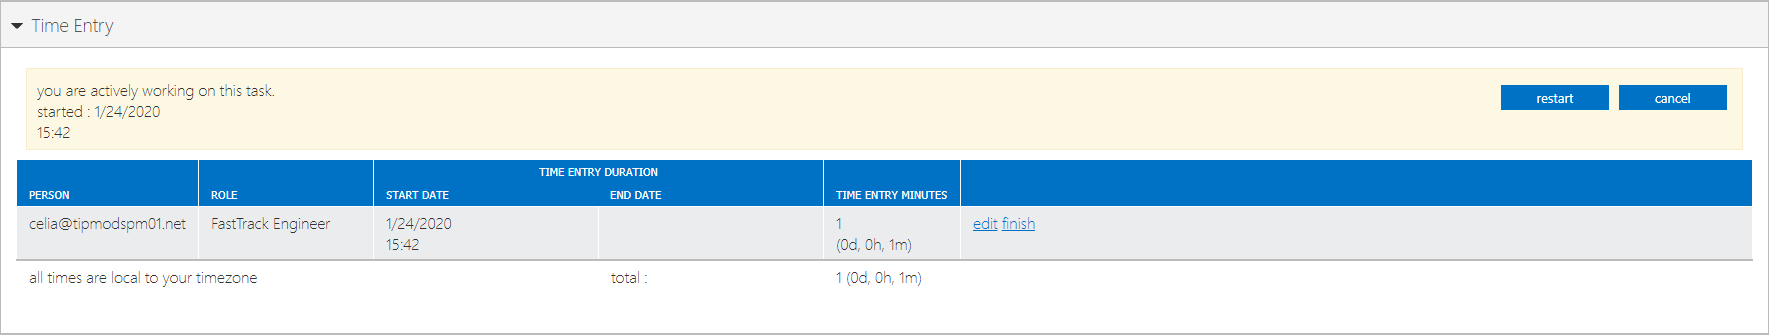 Time Entry
you are actively working on this task.
started : 1/24/2020
15:42
restart cancel
TIME ENTRY DURATION
PERSON ROLE START DATE END DATE TIME ENTRY MINUTES
celia@tipmodspm01.net FastTrack Engineer 1/24/2020 1 edit finish
15:42 (0d, 0h, 1m)
all times are local to your timezone total : 1 (0d, 0h, 1m)